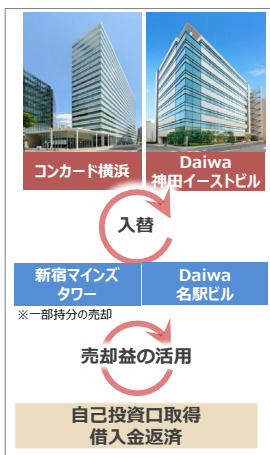 コンカード横浜
Daiwa
神田イーストビル
入替
新宿マインズ
タワー
Daiwa
名駅ビル
※一部持分の売却
売却益の活用
自己投資口取得
借入金返済